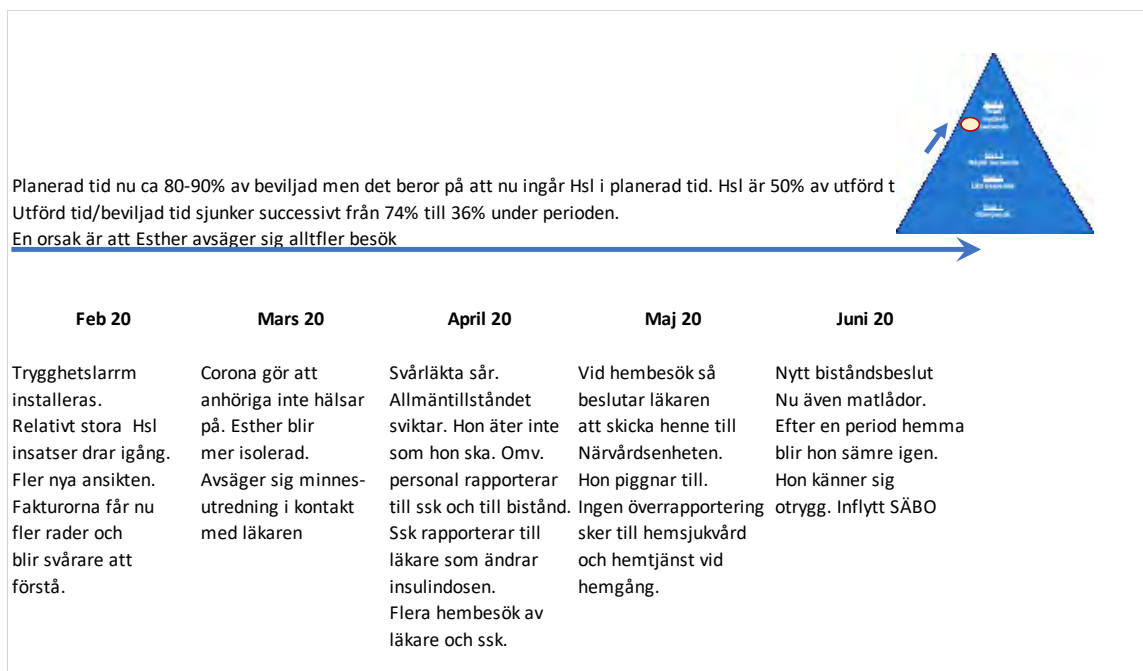 Planerad tid nu ca 80-90% av beviljad men det beror på att nu ingår Hsl i planerad tid. Hsl är 50% av utförd t
Utförd tid/beviljad tid sjunker successivt från 74% till 36% under perioden.
En orsak är att Esther avsäger sig alltfler besök
Feb 20
Trygghetslarrm
installeras.
Relativt stora Hsl
insatser drar igång.
Fler nya ansikten.
Fakturorna får nu
fler rader och
blir svårare att
förstå.
Mars 20
Corona gör att
anhöriga inte hälsar
på. Esther blir
mer isolerad.
Avsäger sig minnes-
utredning i kontakt
med läkaren
April 20
Svårläkta sår.
Allmäntillståndet
sviktar. Hon äter inte
som hon ska. Omv.
personal rapporterar
till ssk och till bistånd.
Ssk rapporterar till
läkare som ändrar
insulindosen.
Flera hembesök av
läkare och ssk.
Maj 20
Vid hembesök så
beslutar läkaren
att skicka henne till
Närvårdsenheten.
Hon piggnar till.
Ingen överrapportering
sker till hemsjukvård
och hemtjänst vid
hemgång.
Juni 20
Nytt biståndsbeslut
Nu även matlådor.
Efter en period hemma
blir hon sämre igen.
Hon känner sig
otrygg. Inflytt SÄBO